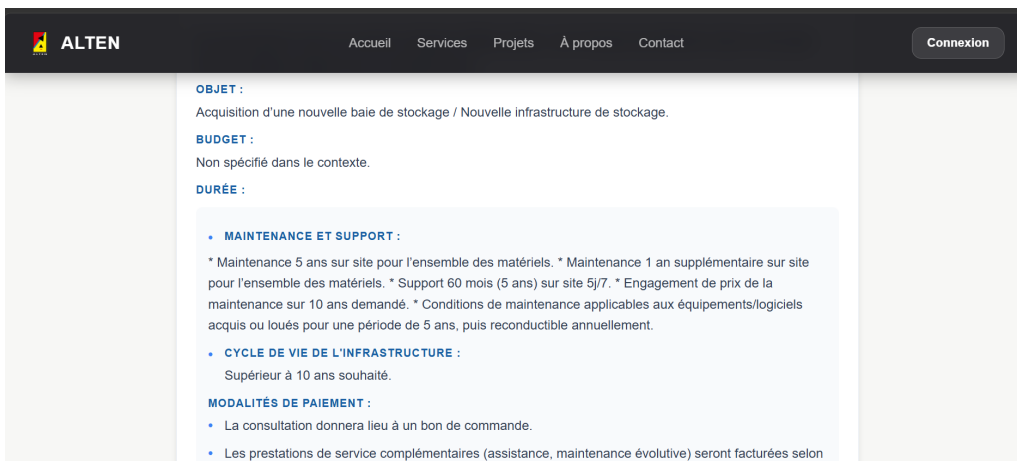 ALTEN
Accueil Services Projets À propos Contact
Connexion
OBJET :
Acquisition d'une nouvelle baie de stockage / Nouvelle infrastructure de stockage.
BUDGET :
Non spécifié dans le contexte.
DURÉE :
• MAINTENANCE ET SUPPORT :
* Maintenance 5 ans sur site pour l'ensemble des matériels. * Maintenance 1 an supplémentaire sur site
pour l'ensemble des matériels. * Support 60 mois (5 ans) sur site 5j/7. * Engagement de prix de la
maintenance sur 10 ans demandé. * Conditions de maintenance applicables aux équipements/logiciels
acquis ou loués pour une période de 5 ans, puis reconductible annuellement.
• CYCLE DE VIE DE L'INFRASTRUCTURE :
Supérieur à 10 ans souhaité.
MODALITÉS DE PAIEMENT :
• La consultation donnera lieu à un bon de commande.
• Les prestations de service complémentaires (assistance, maintenance évolutive) seront facturées selon